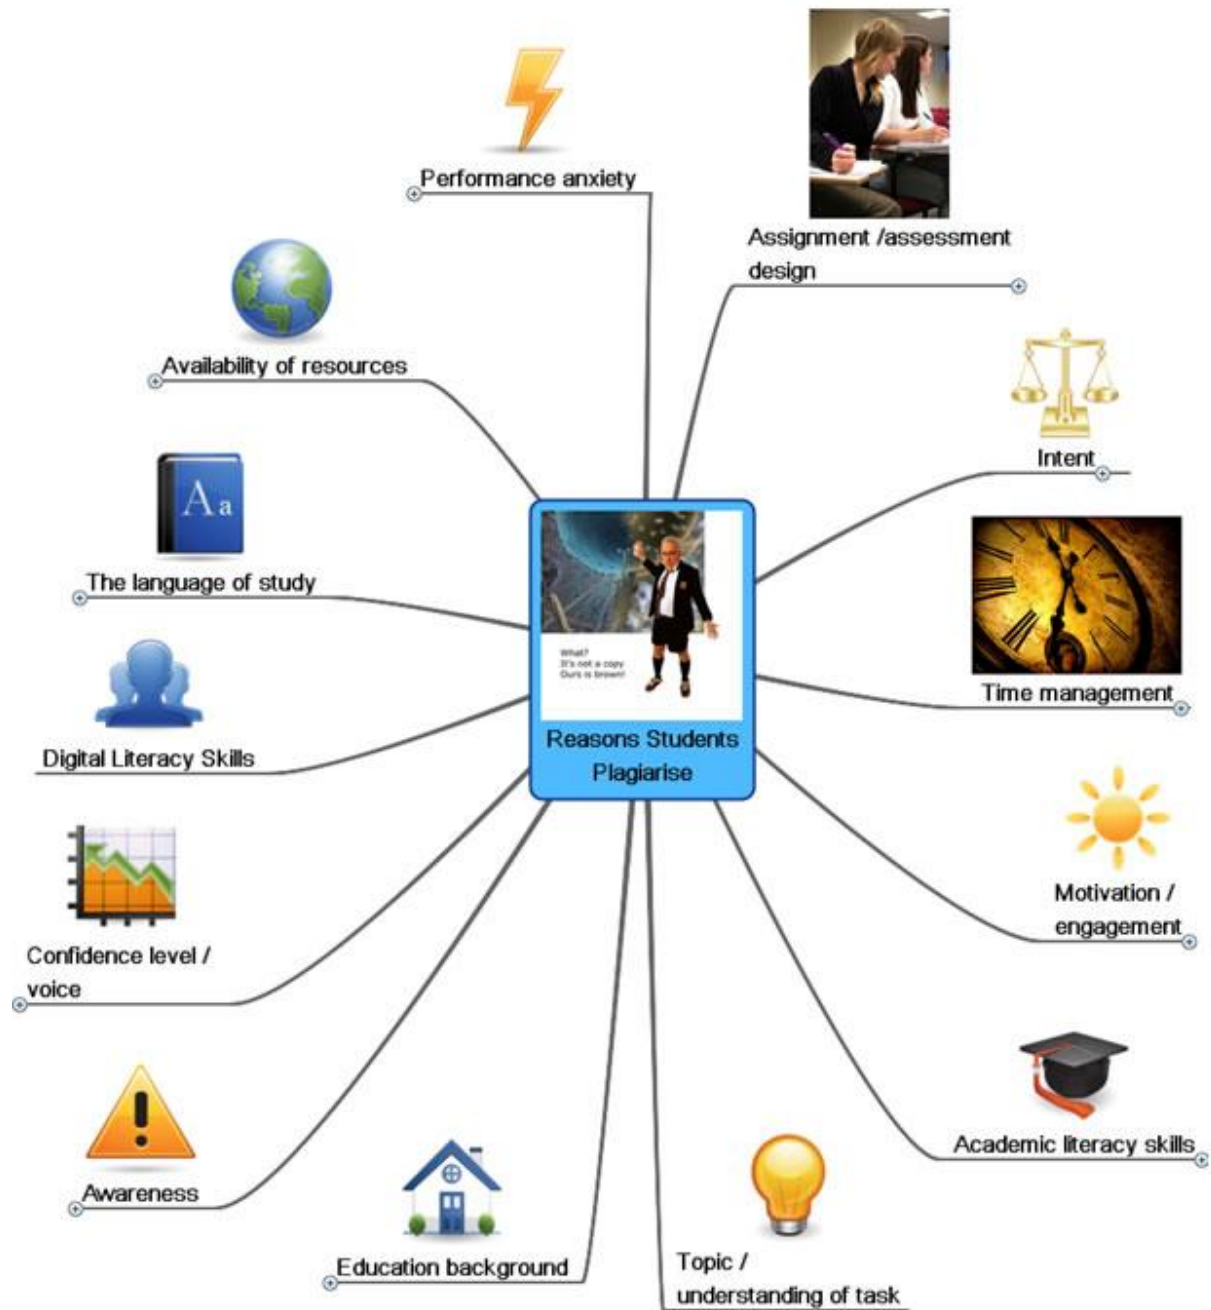 Performance anxiety
Assignment /assessment
design
Availability of resources
Intent
Aa
The language of study
What?
It's not a copy
Ours is brown!
Time management
Reasons Students
Plagiarise
Digital Literacy Skills
Motivation /
engagement
Confidence level /
voice
Academic literacy skills
Awareness
Education background
Topic /
understanding of task